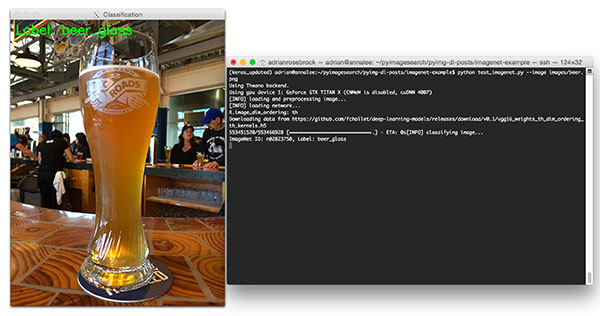 Classification
Label: beer_glass
ROADS
adrianrosebrock — adrian@annalee: ~/pyimagesearch/pyimg-dl-posts/imagenet-example — ssh — 124×32
(keras_updated) adrian@annalee:~/pyimagesearch/pyimg-dl-posts/imagenet-example$ python test_imagenet.py --image images/beer.
png
Using Theano backend.
Using gpu device 1: GeForce GTX TITAN X (CNMeM is disabled, cuDNN 4007)
[INFO] loading and preprocessing image...
[INFO] loading network...
K.image_dim_ordering: th
Downloading data from https://github.com/fchollet/deep-learning-models/releases/download/v0.1/vgg16_weights_th_dim_ordering_
th_kernels.h5
553451520/553466928 [============================>.] - ETA: 0s[INFO] classifying image...
ImageNet ID: n02823750, Label: beer_glass